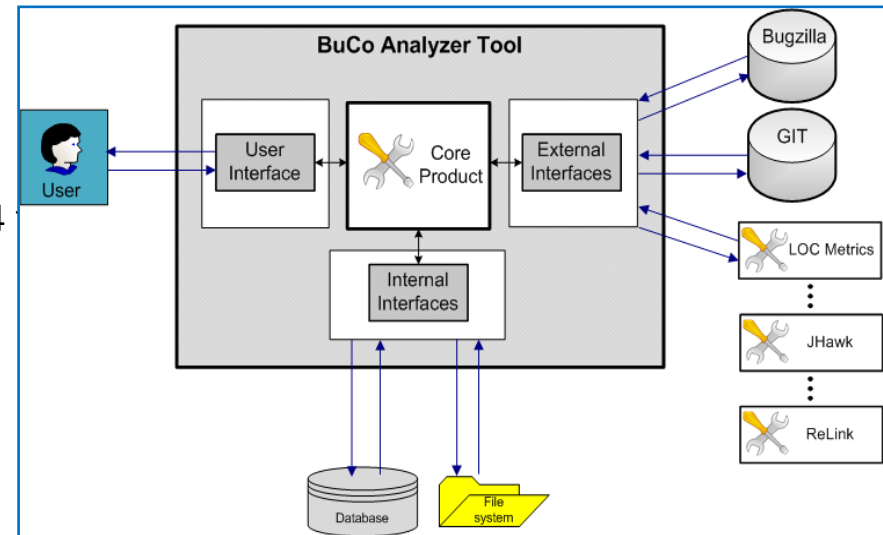 BuCo Analyzer Tool
Bugzilla
GIT
User
User
Interface
Core
Product
External
Interfaces
Internal
Interfaces
LOC Metrics
JHawk
ReLink
Database
File
system
4